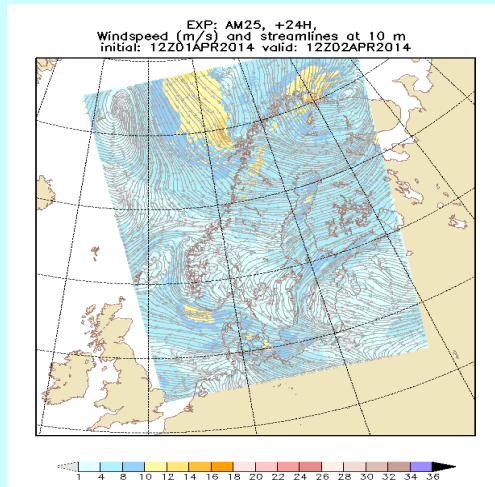 EXP: AM25, +24H,
Windspeed (m/s) and streamlines at 10 m
initial: 12Z01APR2014 valid: 12Z02APR2014
1 4 8 10 12 14 16 18 20 22 24 26 28 30 32 34 36